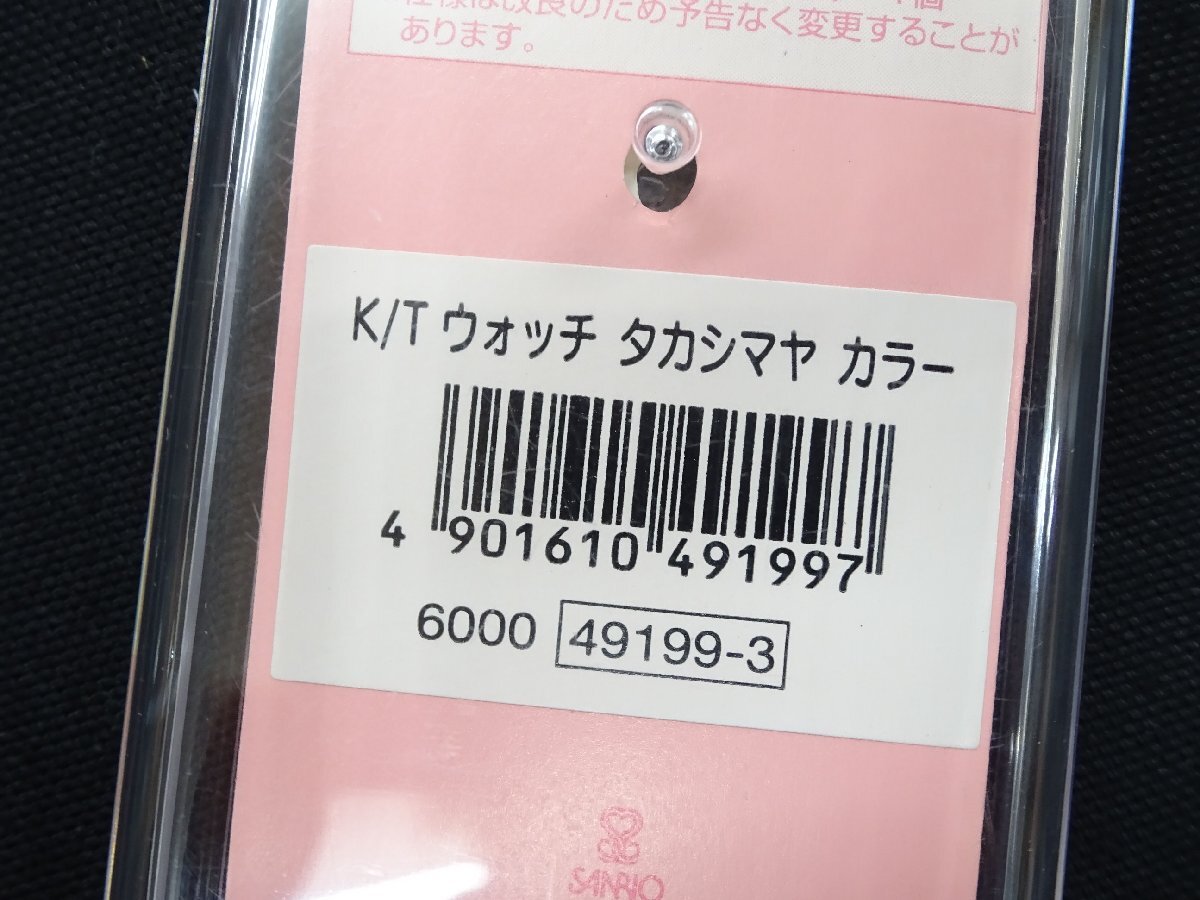 仕様は改良のため予告なく変更することが
あります。
K/T ウォッチ タカシマヤ カラー
4 901610 491997
6000 49199-3
SANRIO